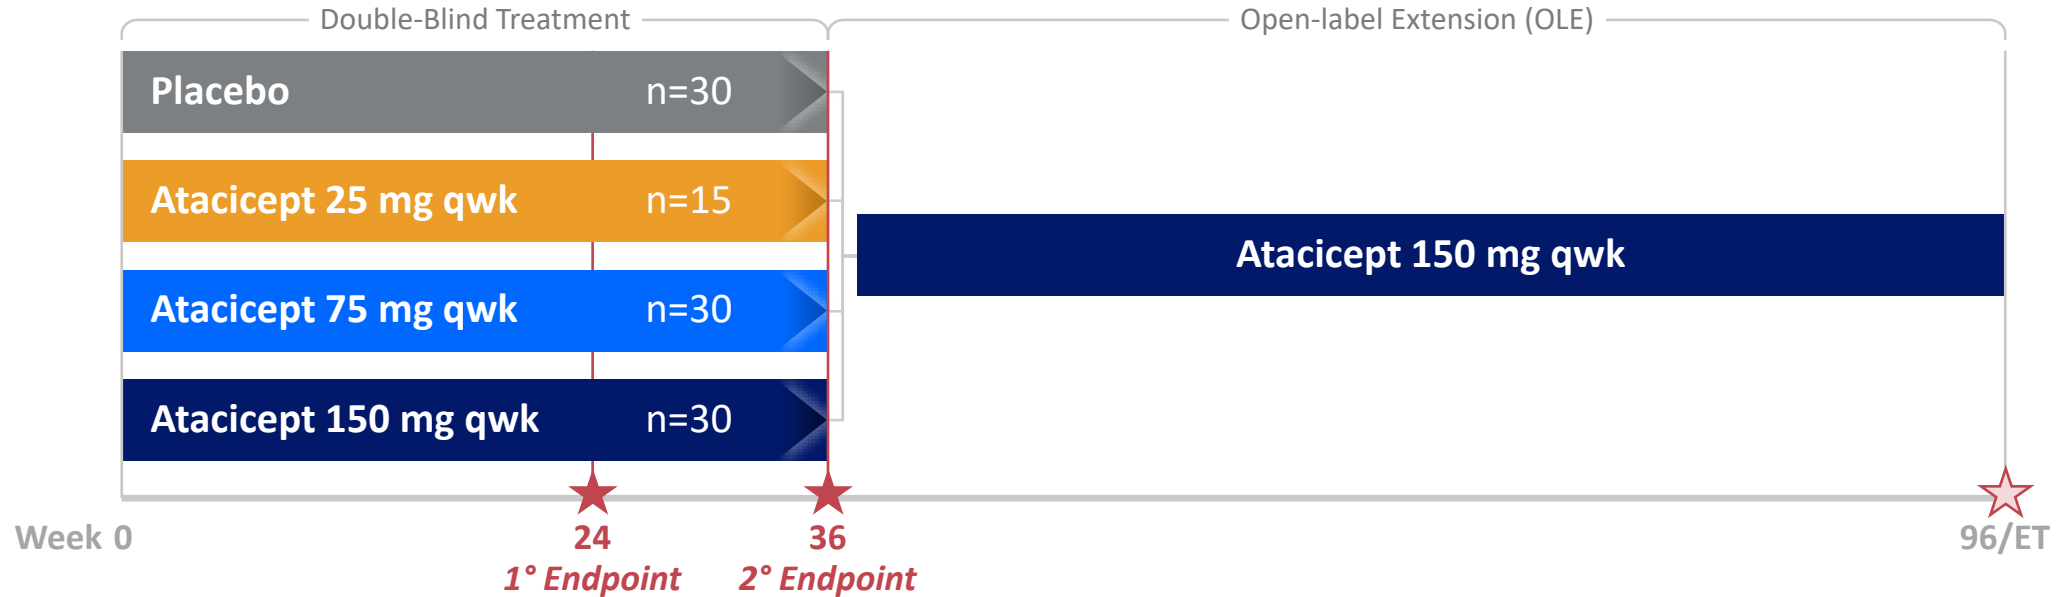 Double-Blind Treatment
Open-label Extension (OLE)
Placebo n=30
Atacicept 25 mg qwk n=15
Atacicept 75 mg qwk n=30
Atacicept 150 mg qwk n=30
Atacicept 150 mg qwk
Week 0
24
1° Endpoint
36
2° Endpoint
96/ET